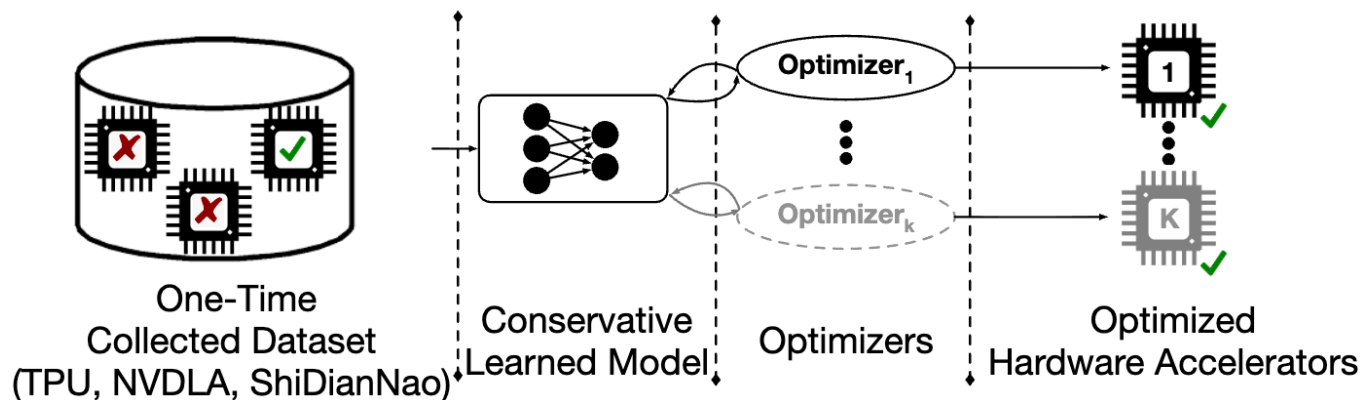 Optimizer1
1
Optimizerk
K
One-Time
Collected Dataset
(TPU, NVDLA, ShiDianNao)
Conservative
Learned Model
Optimizers
Optimized
Hardware Accelerators